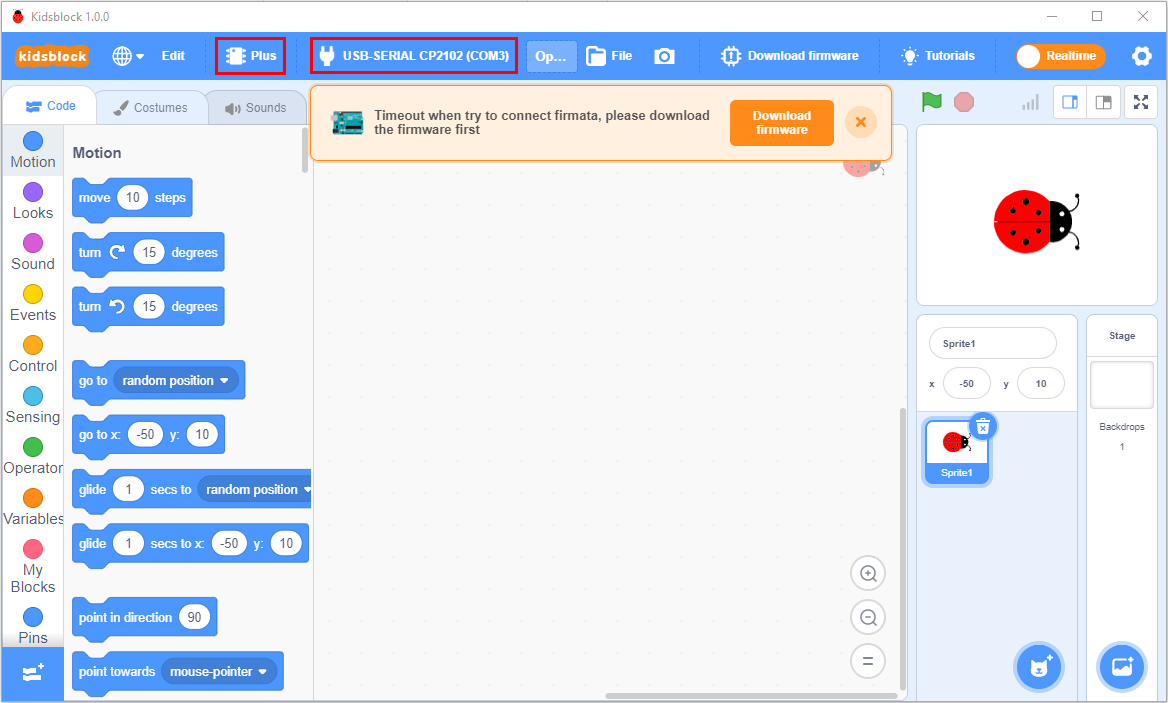 Kidsblock 1.0.0
kidsblock
Edit
Plus
USB-SERIAL CP2102 (COM3)
Op...
File
Download firmware
Tutorials
Realtime
Code
Costumes
Sounds
Timeout when try to connect firmata, please download
the firmware first
Download
firmware
Motion
Looks
Sound
Events
Control
Sensing
Operator
Variables
My
Blocks
Pins
Motion
move 10 steps
turn 15 degrees
turn 15 degrees
go to random position
go to x: -50 y: 10
glide 1 secs to random position
glide 1 secs to x: -50 y: 10
point in direction 90
point towards mouse-pointer
Sprite1
x -50 y 10
Sprite1
Stage
Backdrops
1